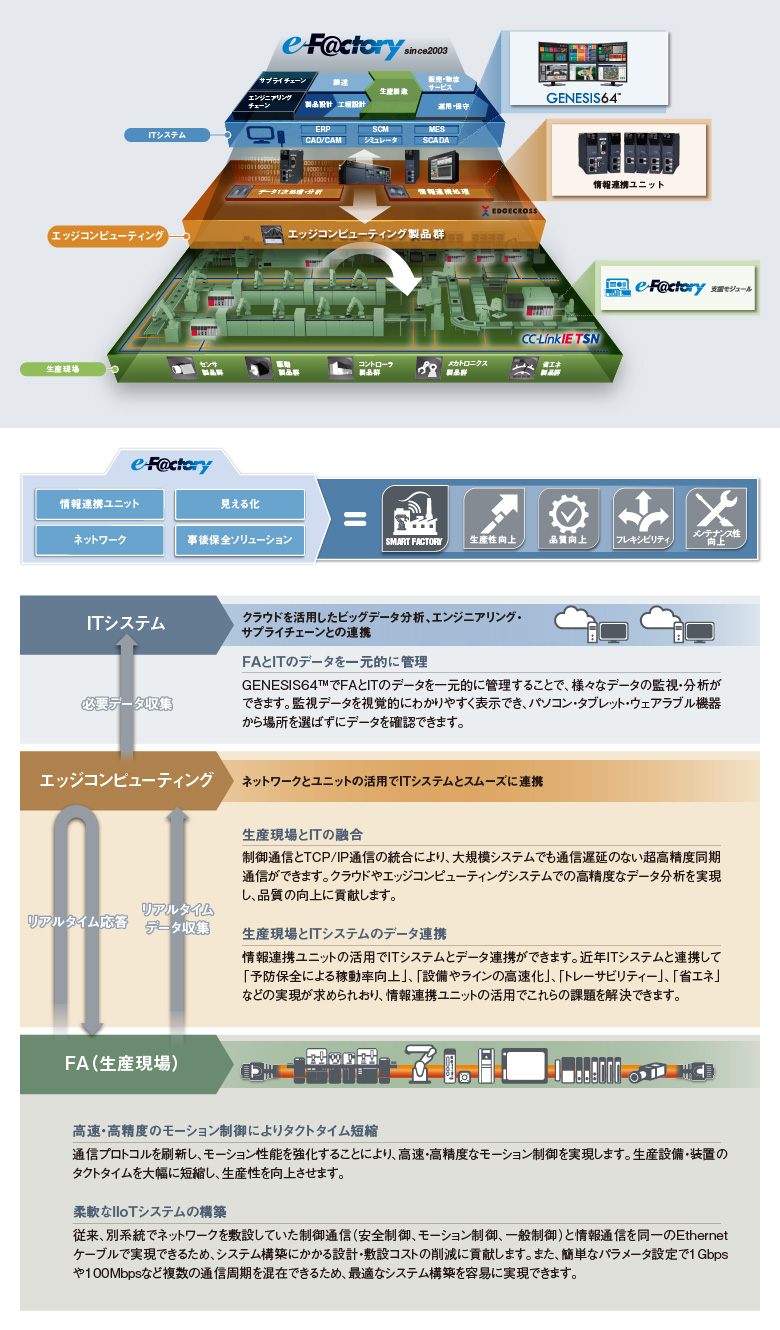 e-F@ctory since2003
サプライチェーン
調達
生産製造
販売・物流
サービス
エンジニアリング
チェーン
製品設計
工程設計
運用・保守
GENESIS64™
ITシステム
ERP
SCM
MES
CAD/CAM
シミュレータ
SCADA
情報連携ユニット
データ1次処理・分析
情報連携処理
EDGECROSS
エッジコンピューティング
エッジコンピューティング製品群
e-F@ctory 支援モジュール
CC-Link IE TSN
生産現場
センサ
製品群
駆動
製品群
コントローラ
製品群
メカトロニクス
製品群
省エネ
製品群
e-F@ctory
情報連携ユニット
見える化
ネットワーク
事後保全ソリューション
=
SMART FACTORY
生産性向上
品質向上
フレキシビリティ
メンテナンス性
向上
ITシステム
クラウドを活用したビッグデータ分析、エンジニアリング・
サプライチェーンとの連携
必要データ収集
FAとITのデータを一元的に管理
GENESIS64™でFAとITのデータを一元的に管理することで、様々なデータの監視・分析が
できます。監視データを視覚的にわかりやすく表示でき、パソコン・タブレット・ウェアラブル機器
から場所を選ばずにデータを確認できます。
エッジコンピューティング
ネットワークとユニットの活用でITシステムとスムーズに連携
リアルタイム応答
リアルタイム
データ収集
生産現場とITの融合
制御通信とTCP/IP通信の統合により、大規模システムでも通信遅延のない超高精度同期
通信ができます。クラウドやエッジコンピューティングシステムでの高精度なデータ分析を実現
し、品質の向上に貢献します。
生産現場とITシステムのデータ連携
情報連携ユニットの活用でITシステムとデータ連携ができます。近年ITシステムと連携して
「予防保全による稼動率向上」、「設備やラインの高速化」、「トレーサビリティー」、「省エネ」
などの実現が求められおり、情報連携ユニットの活用でこれらの課題を解決できます。
FA(生産現場)
高速・高精度のモーション制御によりタクトタイム短縮
通信プロトコルを刷新し、モーション性能を強化することにより、高速・高精度なモーション制御を実現します。生産設備・装置の
タクトタイムを大幅に短縮し、生産性を向上させます。
柔軟なIIoTシステムの構築
従来、別系統でネットワークを敷設していた制御通信(安全制御、モーション制御、一般制御)と情報通信を同一のEthernet
ケーブルで実現できるため、システム構築にかかる設計・敷設コストの削減に貢献します。また、簡単なパラメータ設定で1Gbps
や100Mbpsなど複数の通信周期を混在できるため、最適なシステム構築を容易に実現できます。